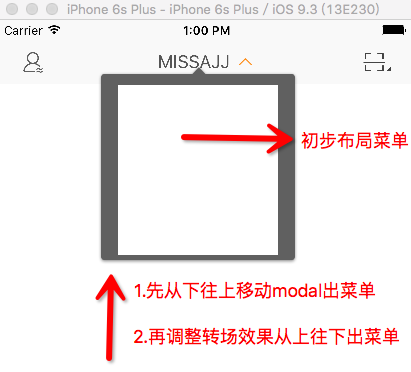 iPhone 6s Plus - iPhone 6s Plus / iOS 9.3 (13E230)
Carrier 1:00 PM
MISSAJJ
初步布局菜单
1.先从下往上移动modal出菜单
2.再调整转场效果从上往下出菜单